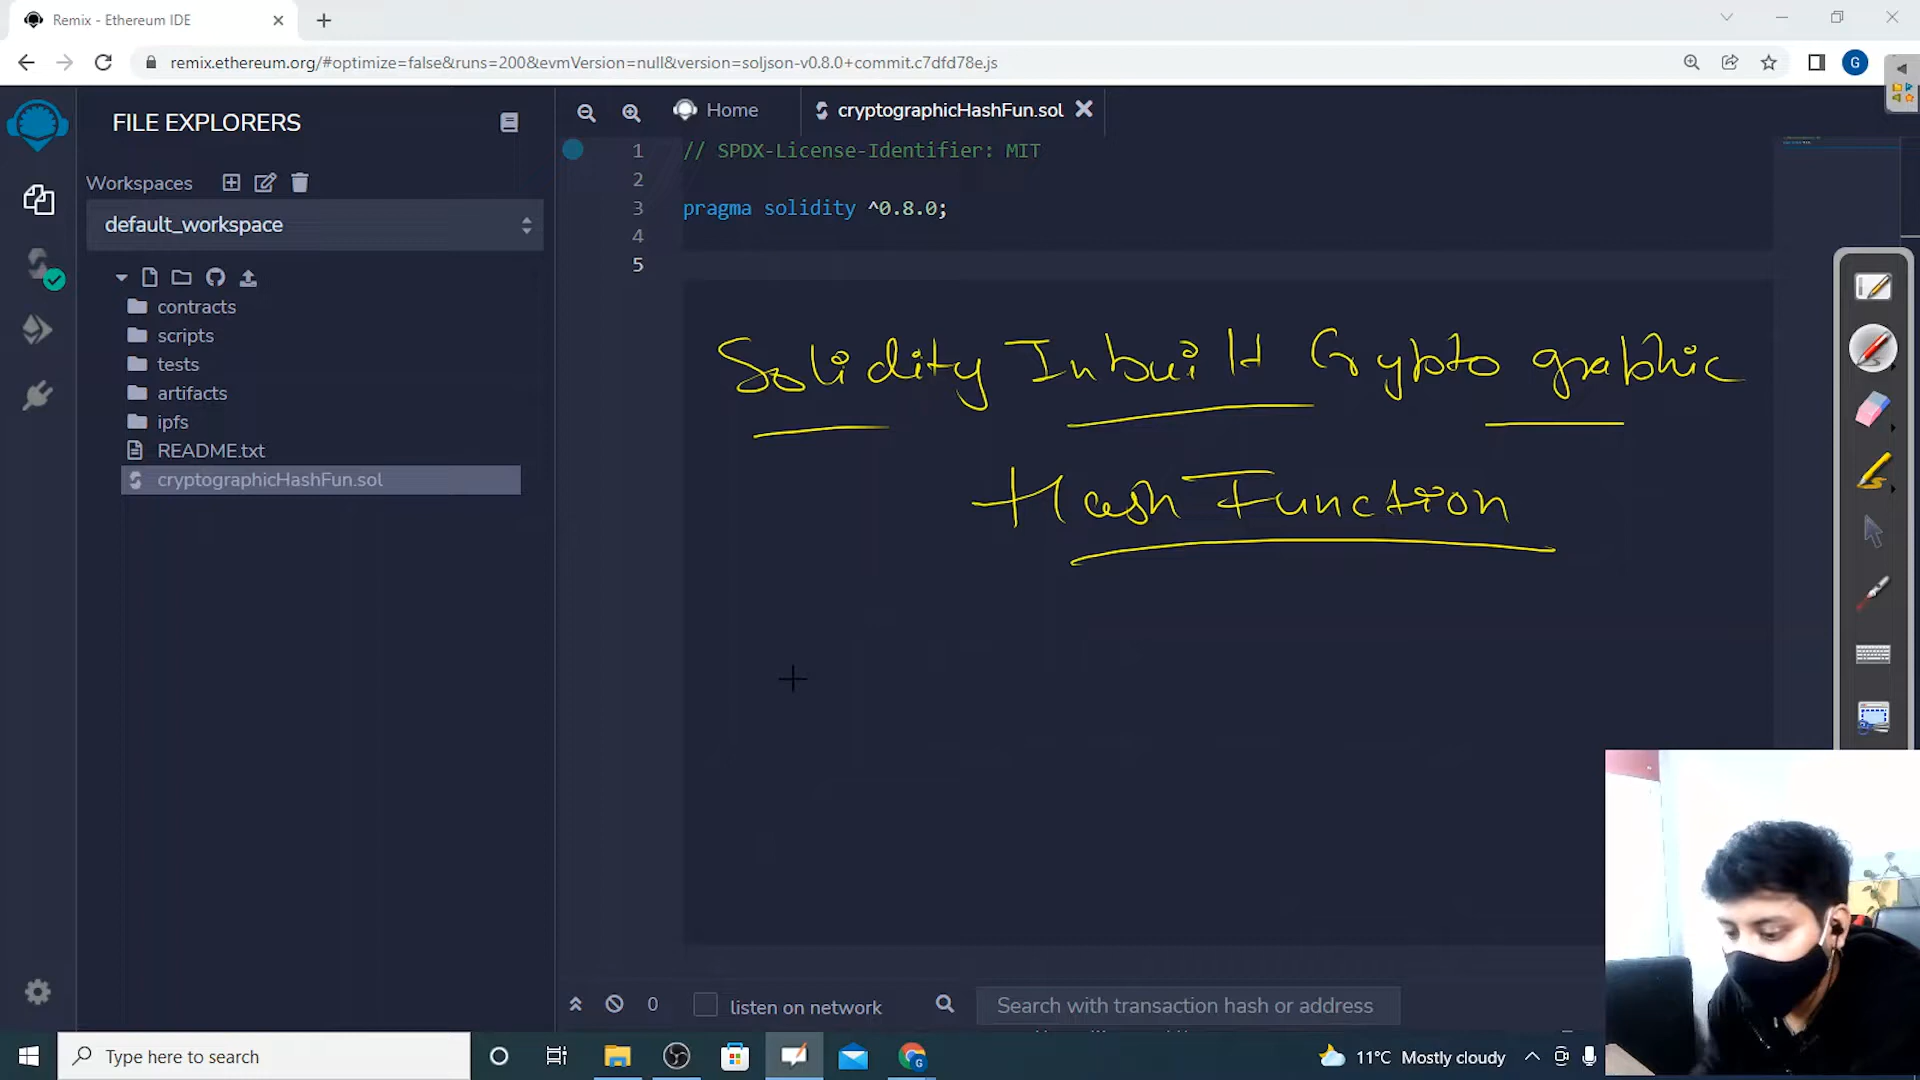 Remix - Ethereum IDE
remix.ethereum.org/#optimize=false&runs=200&evmVersion=null&version=soljson-v0.8.0+commit.c7dfd78e.js
G
FILE EXPLORERS
Home
cryptographicHashFun.sol
Workspaces
default_workspace
contracts
scripts
tests
artifacts
ipfs
README.txt
cryptographicHashFun.sol
1 // SPDX-License-Identifier: MIT
2
3 pragma solidity ^0.8.0;
4
5
Solidity Inbuilt Cryptographic
Hash Function
0
listen on network
Search with transaction hash or address
Type here to search
11°C Mostly cloudy